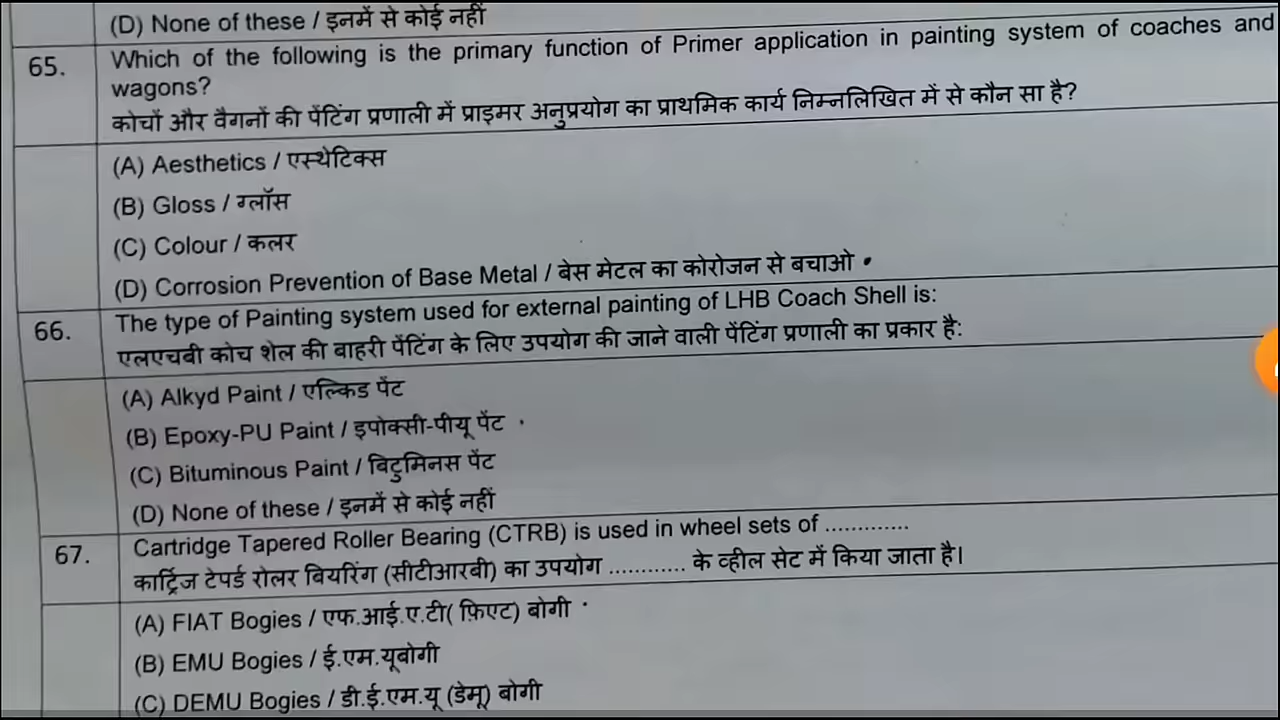 (D) None of these / इनमें से कोई नहीं
65.
Which of the following is the primary function of Primer application in painting system of coaches and
wagons?
कोचों और वैगनों की पेंटिंग प्रणाली में प्राइमर अनुप्रयोग का प्राथमिक कार्य निम्नलिखित में से कौन सा है?
(A) Aesthetics / एस्थेटिक्स
(B) Gloss / ग्लॉस
(C) Colour / कलर
(D) Corrosion Prevention of Base Metal / बेस मेटल का कोरोजन से बचाओ
66.
The type of Painting system used for external painting of LHB Coach Shell is:
एलएचबी कोच शेल की बाहरी पेंटिंग के लिए उपयोग की जाने वाली पेंटिंग प्रणाली का प्रकार है:
(A) Alkyd Paint / एल्किड पेंट
(B) Epoxy-PU Paint / इपोक्सी-पीयू पेंट
(C) Bituminous Paint / बिटुमिनस पेंट
(D) None of these / इनमें से कोई नहीं
67.
Cartridge Tapered Roller Bearing (CTRB) is used in wheel sets of .............
कार्ट्रिज टेपर्ड रोलर बियरिंग (सीटीआरबी) का उपयोग ............ के व्हील सेट में किया जाता है।
(A) FIAT Bogies / एफ.आई.ए.टी( फ़िएट) बोगी
(B) EMU Bogies / ई.एम.यूबोगी
(C) DEMU Bogies / डी.ई.एम.यू (डेमू) बोगी